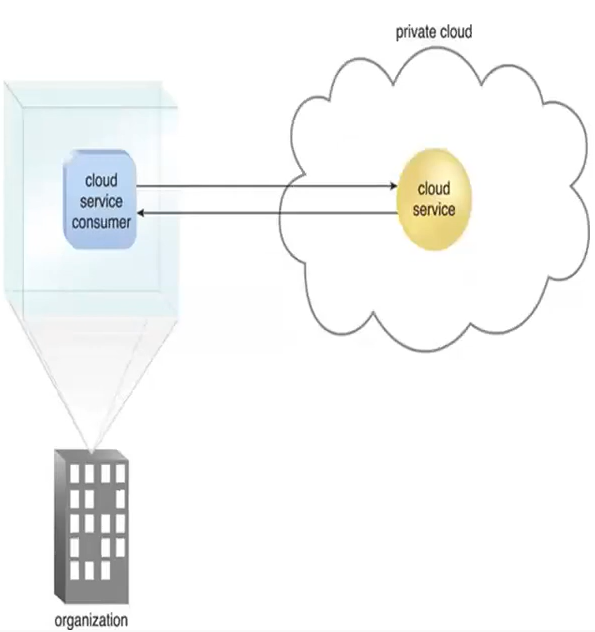 private cloud
cloud
service
consumer
cloud
service
organization